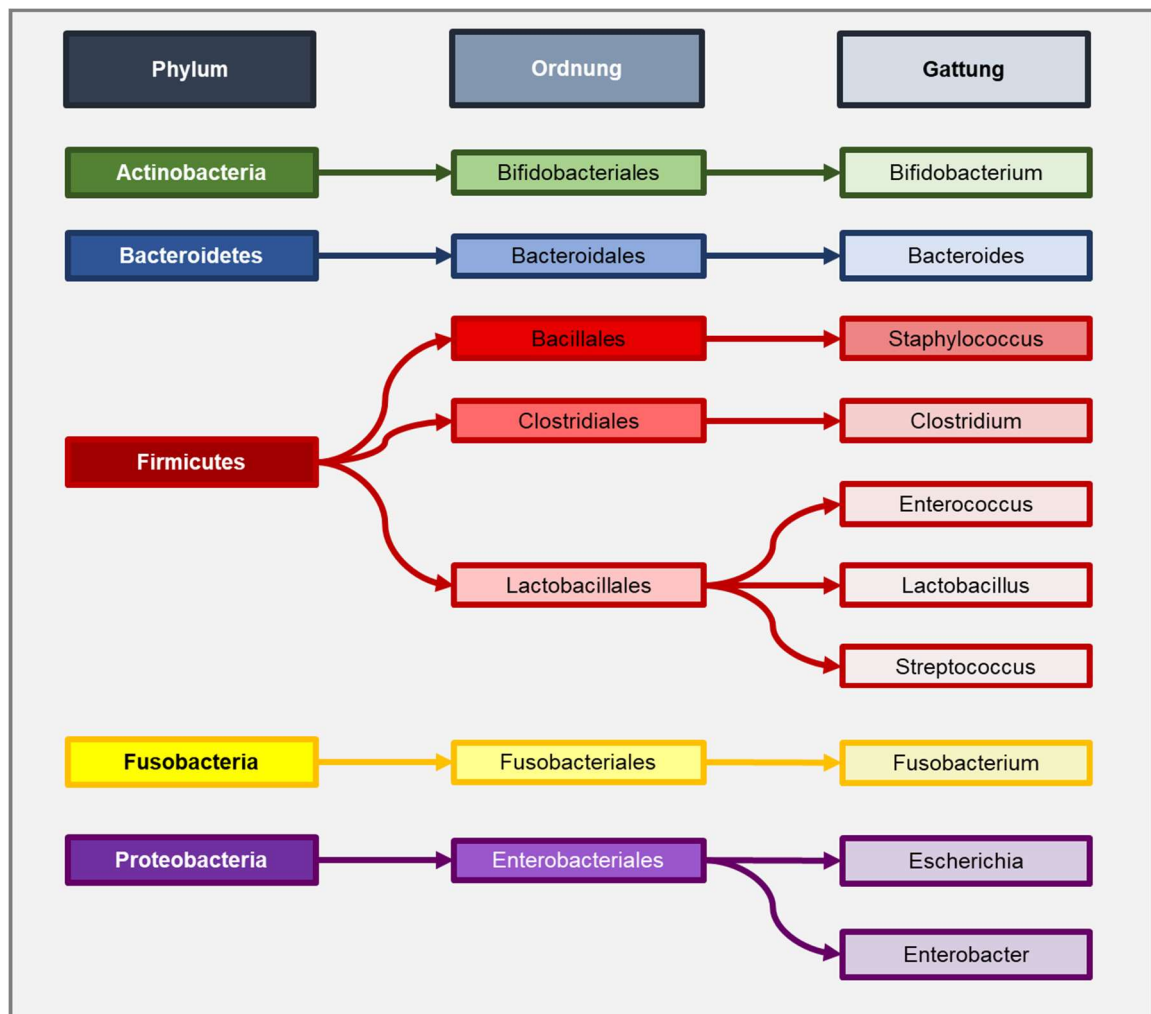 Phylum Ordnung Gattung
Actinobacteria Bifidobacteriales Bifidobacterium
Bacteroidetes Bacteroidales Bacteroides
Bacillales Staphylococcus
Clostridiales Clostridium
Firmicutes
Enterococcus
Lactobacillales Lactobacillus
Streptococcus
Fusobacteria Fusobacteriales Fusobacterium
Proteobacteria Enterobacteriales Escherichia
Enterobacter